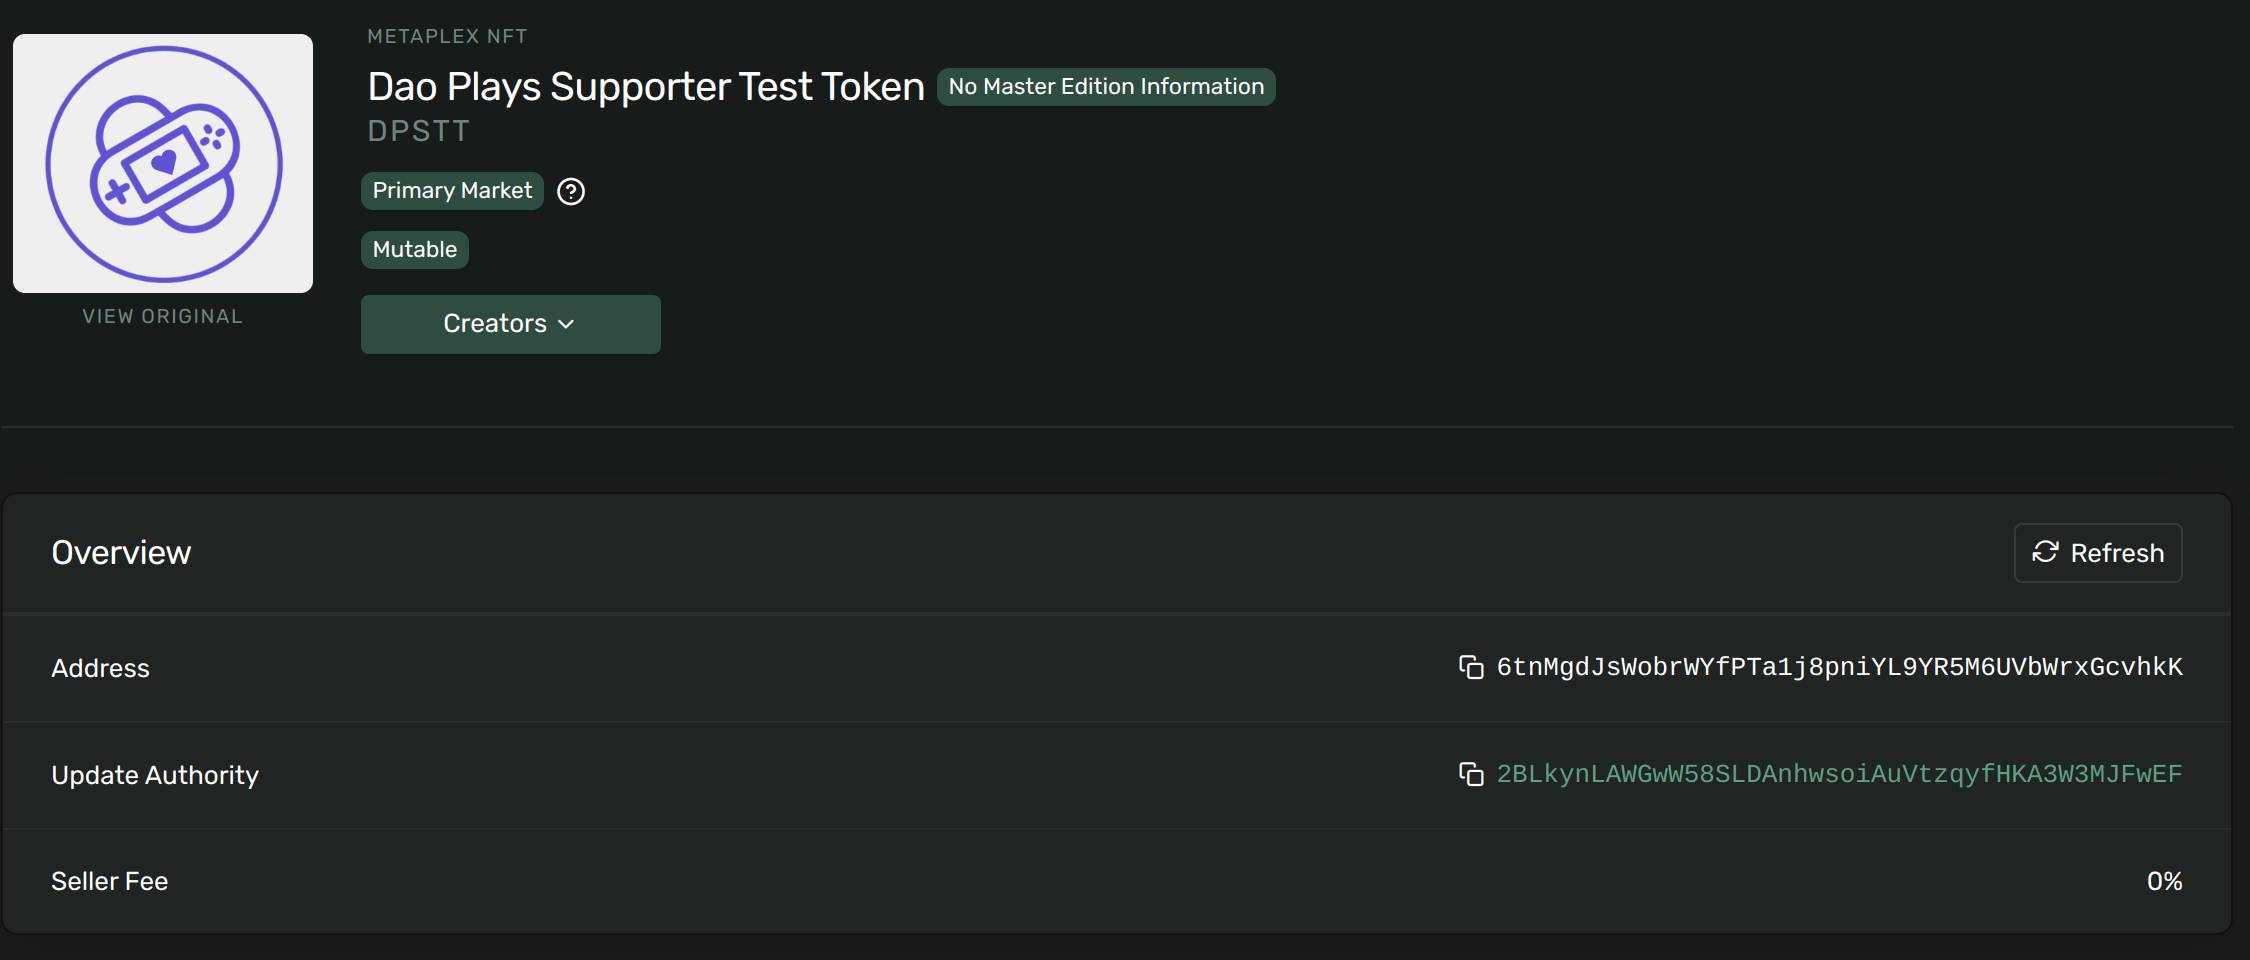 METAPLEX NFT
Dao Plays Supporter Test Token No Master Edition Information
DPSTT
Primary Market
Mutable
VIEW ORIGINAL
Creators
Overview
Refresh
Address
6tnMgdJsWobrWYfPTa1j8pniYL9YR5M6UVbWrxGcvhkK
Update Authority
2BLkynLAWGwW58SLDAnhwsoiAuVtzqyfHKA3W3MJFwEF
Seller Fee
0%